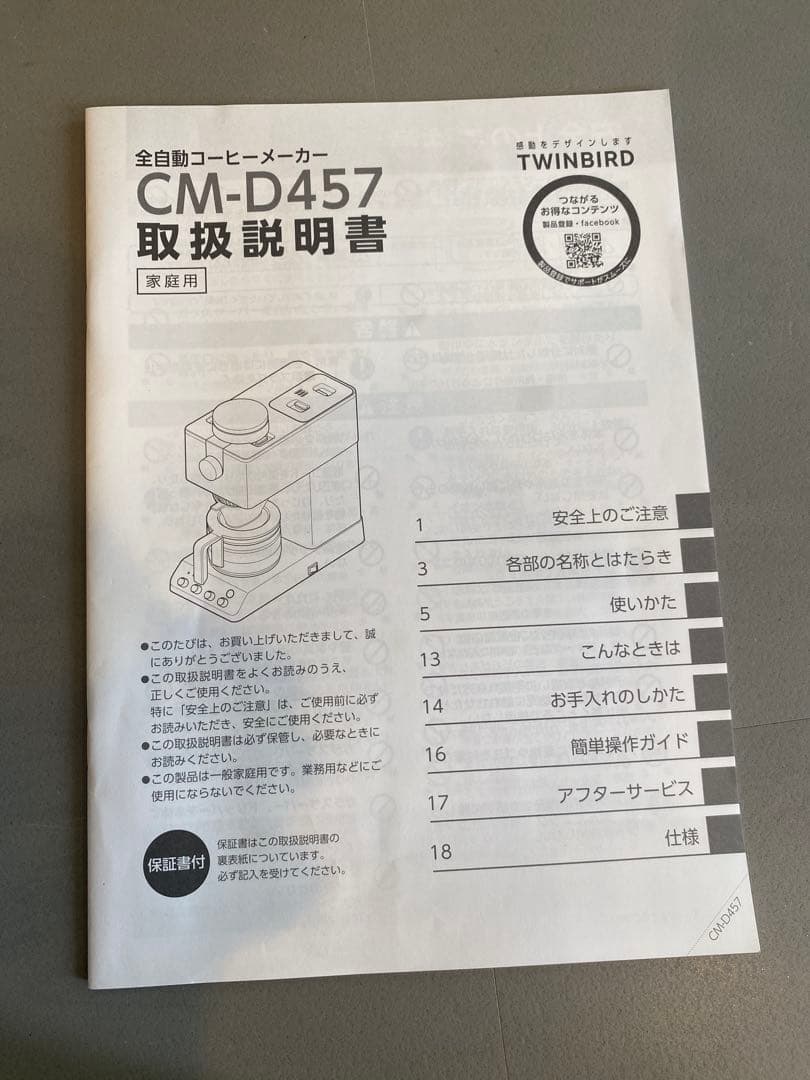 全自動コーヒーメーカー
CM-D457
取扱説明書
家庭用
感動をデザインします
TWINBIRD
つながる
お得なコンテンツ
製品登録・facebook
製品登録でサポートがスムーズに
1 安全上のご注意
3 各部の名称とはたらき
5 使いかた
13 こんなときは
14 お手入れのしかた
16 簡単操作ガイド
17 アフターサービス
18 仕様
●このたびは、お買い上げいただきまして、誠
にありがとうございました。
●この取扱説明書をよくお読みのうえ、
正しくご使用ください。
特に「安全上のご注意」は、ご使用前に必ず
お読みいただき、安全にご使用ください。
●この取扱説明書は必ず保管し、必要なときに
お読みください。
●この製品は一般家庭用です。業務用などにご
使用にならないでください。
保証書付
保証書はこの取扱説明書の
裏表紙についています。
必ず記入を受けてください。
CM-D457